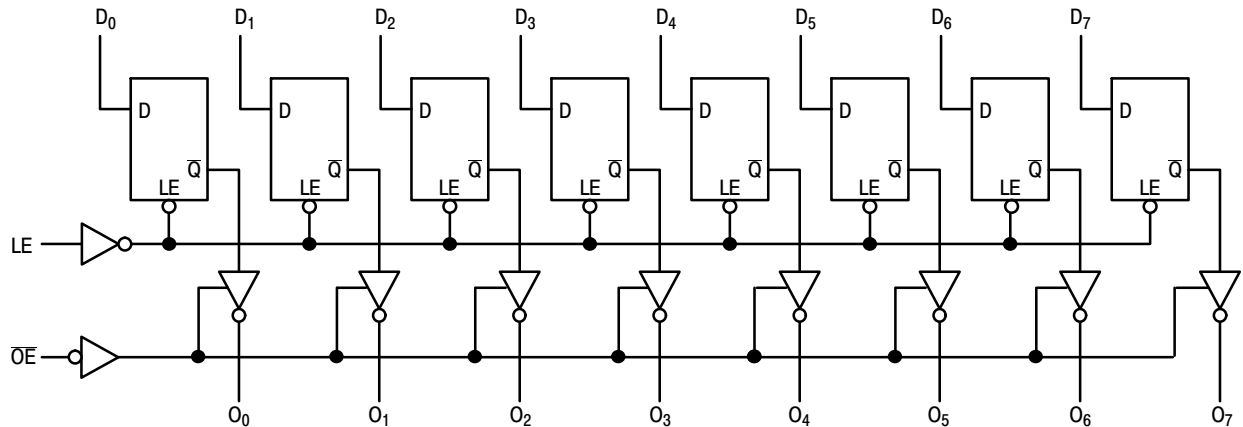 D0 D1 D2 D3 D4 D5 D6 D7
D D D D D D D D
Q̅ Q̅ Q̅ Q̅ Q̅ Q̅ Q̅ Q̅
LE LE LE LE LE LE LE LE
LE
O̅E̅
O0 O1 O2 O3 O4 O5 O6 O7